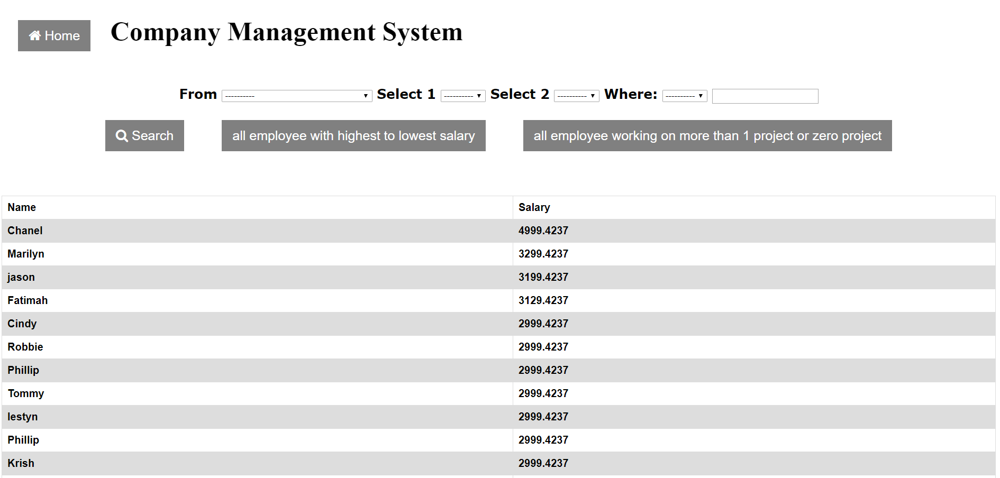 Home
Company Management System
From ---------- Select 1 ---------- Select 2 ---------- Where: ----------
Search
all employee with highest to lowest salary
all employee working on more than 1 project or zero project
Name Salary
Chanel 4999.4237
Marilyn 3299.4237
jason 3199.4237
Fatimah 3129.4237
Cindy 2999.4237
Robbie 2999.4237
Phillip 2999.4237
Tommy 2999.4237
Iestyn 2999.4237
Phillip 2999.4237
Krish 2999.4237